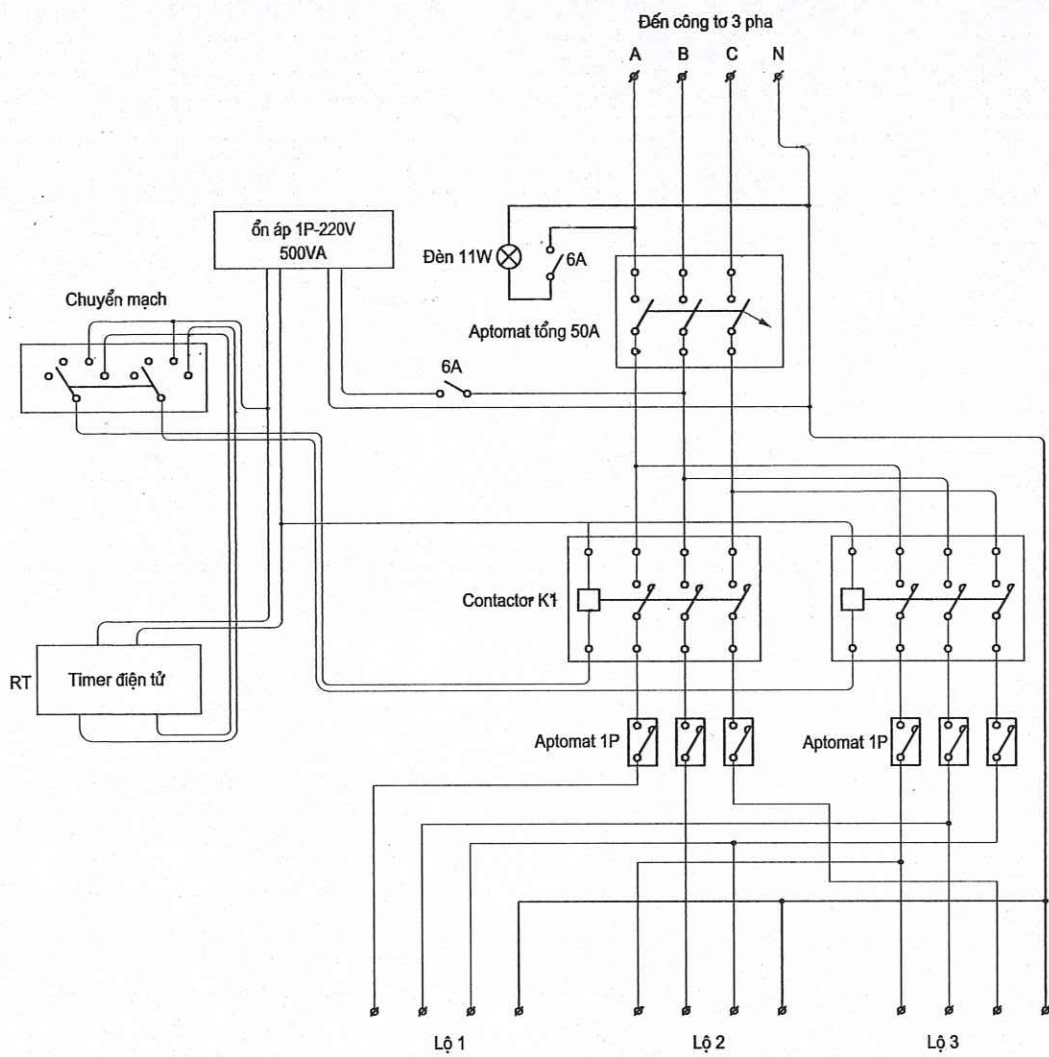 Đến công tơ 3 pha
A B C N
ổn áp 1P-220V
500VA
Đèn 11W
6A
Chuyển mạch
Aptomat tổng 50A
6A
Contactor K1
RT
Timer điện tử
Aptomat 1P
Aptomat 1P
Lộ 1
Lộ 2
Lộ 3